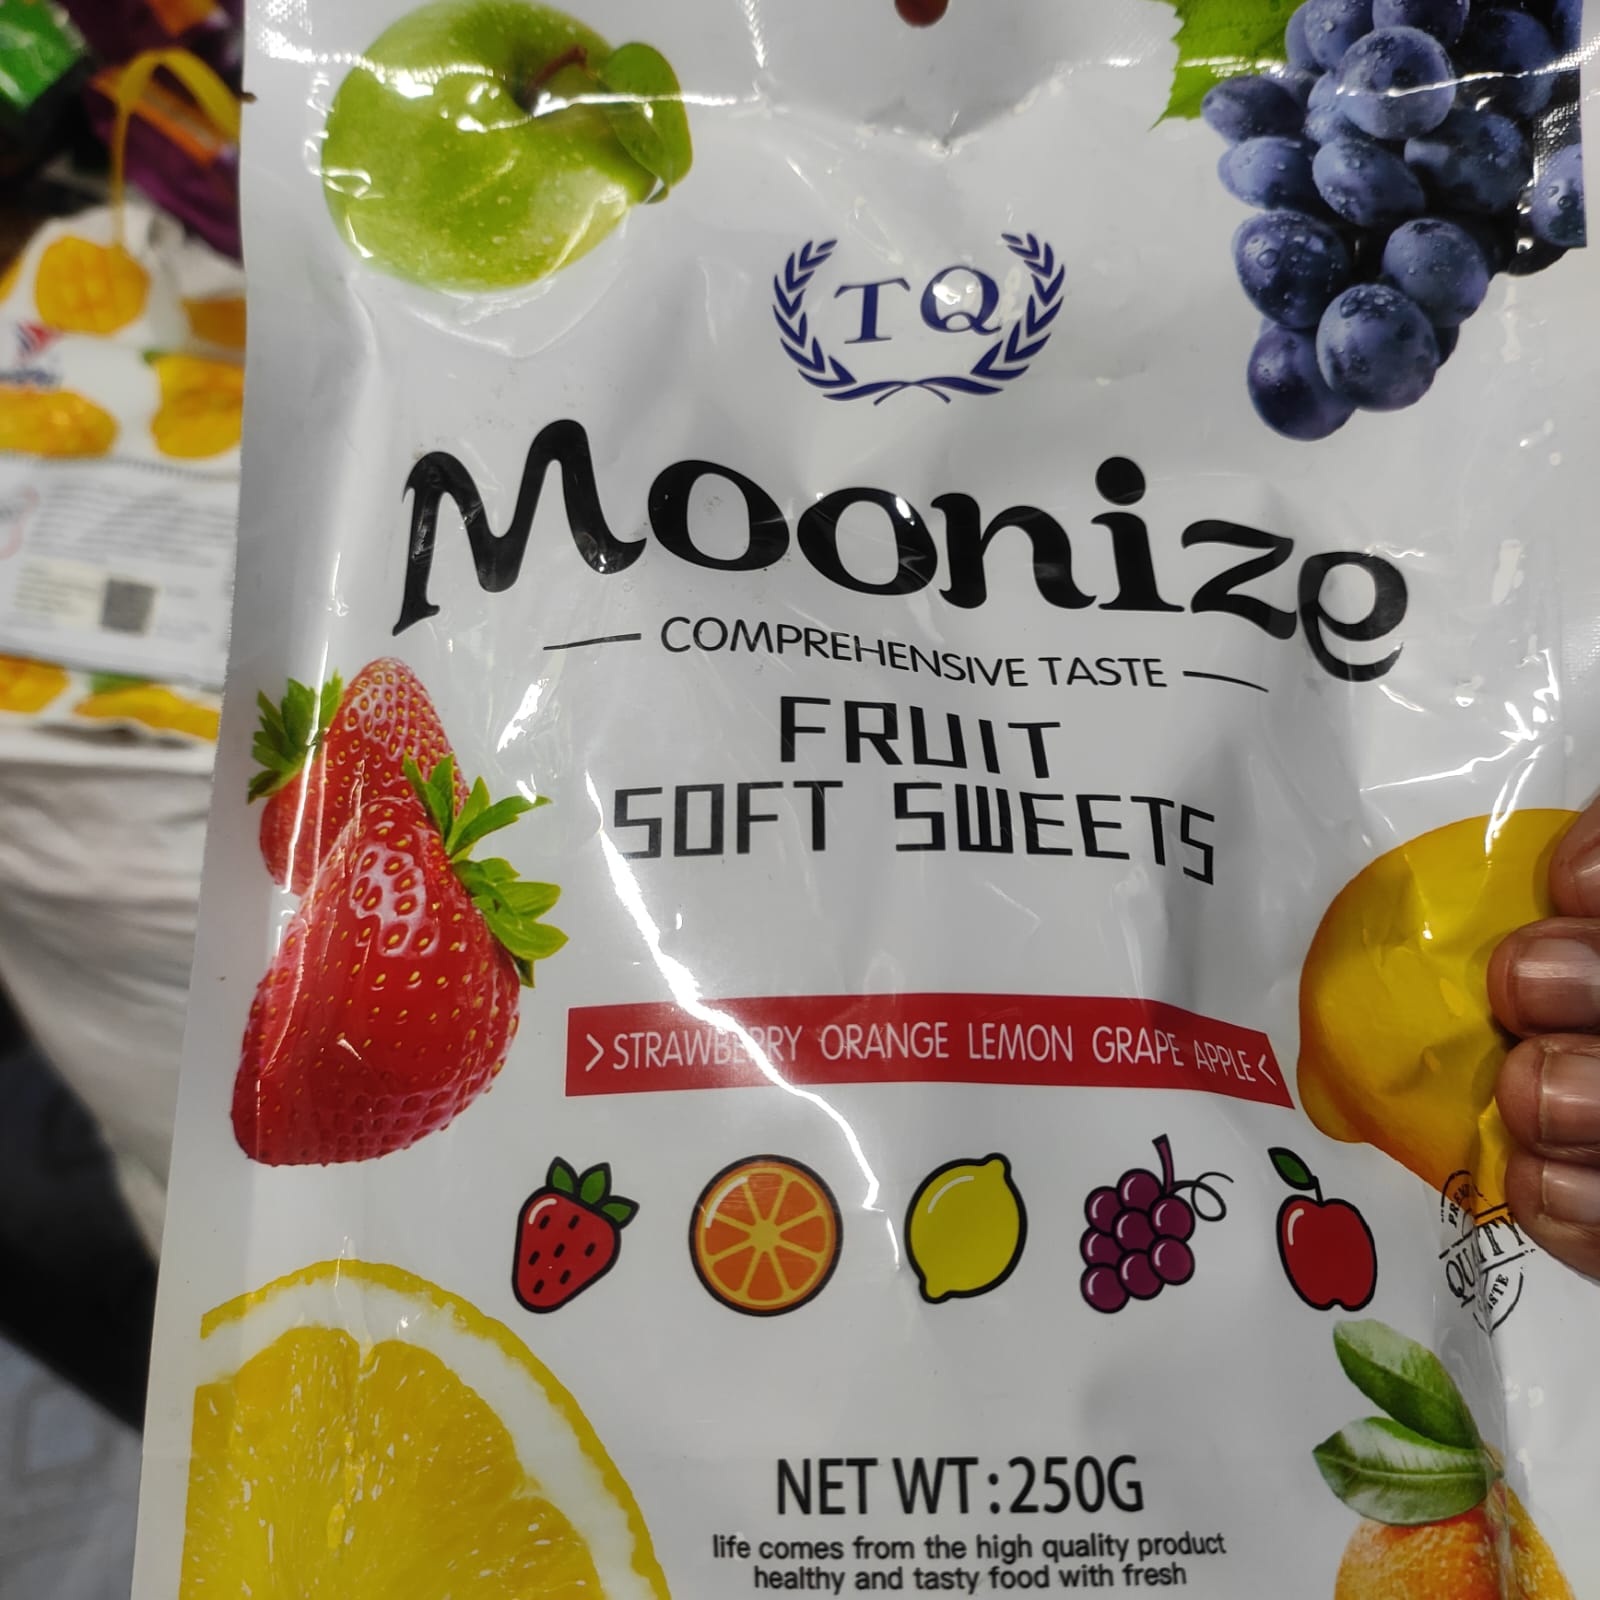 T Q
Moonize
COMPREHENSIVE TASTE
FRUIT
SOFT SWEETS
>STRAWBERRY ORANGE LEMON GRAPE APPLE<
QUALITY
NET WT:250G
life comes from the high quality product
healthy and tasty food with fresh